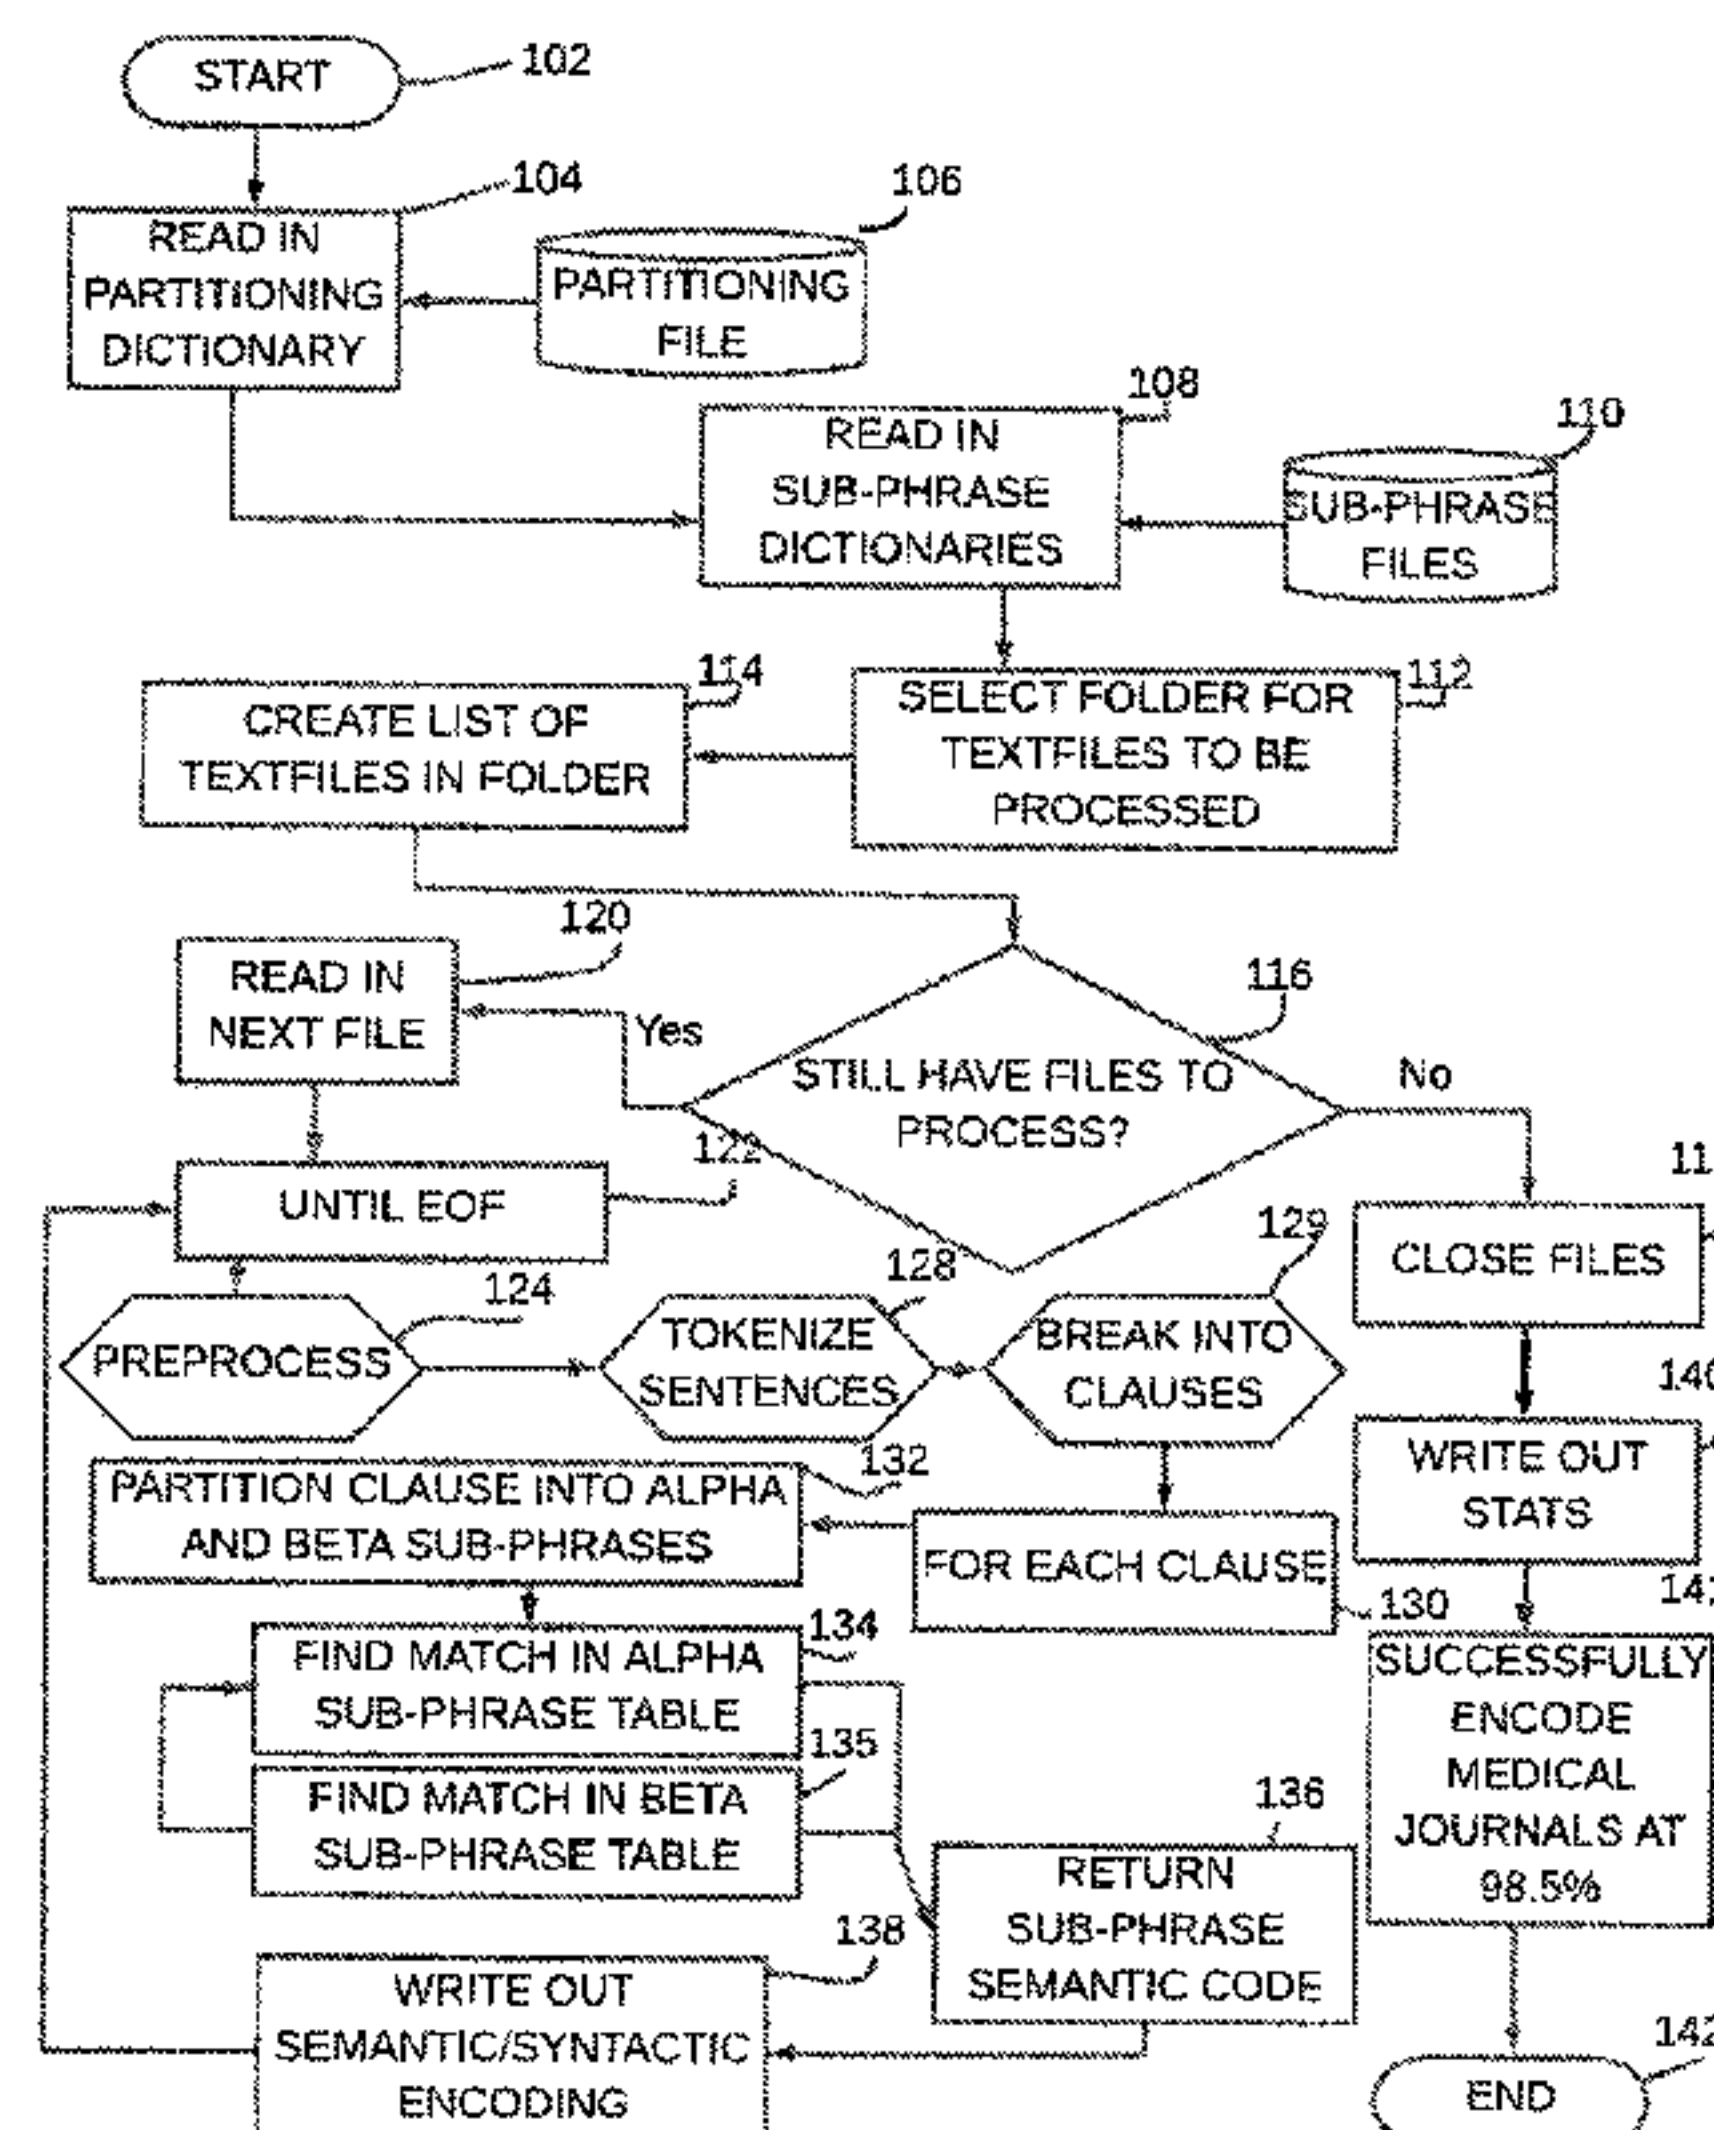 START
102
104
READ IN
PARTITIONING
DICTIONARY
106
PARTITIONING
FILE
108
READ IN
SUB-PHRASE
DICTIONARIES
110
SUB-PHRASE
FILES
112
SELECT FOLDER FOR
TEXTFILES TO BE
PROCESSED
114
CREATE LIST OF
TEXTFILES IN FOLDER
116
STILL HAVE FILES TO
PROCESS?
Yes
No
120
READ IN
NEXT FILE
122
UNTIL EOF
11
CLOSE FILES
124
PREPROCESS
128
TOKENIZE
SENTENCES
129
BREAK INTO
CLAUSES
140
WRITE OUT
STATS
132
PARTITION CLAUSE INTO ALPHA
AND BETA SUB-PHRASES
FOR EACH CLAUSE
130
134
FIND MATCH IN ALPHA
SUB-PHRASE TABLE
135
FIND MATCH IN BETA
SUB-PHRASE TABLE
136
RETURN
SUB-PHRASE
SEMANTIC CODE
138
WRITE OUT
SEMANTIC/SYNTACTIC
ENCODING
SUCCESSFULLY
ENCODE
MEDICAL
JOURNALS AT
98.5%
142
END